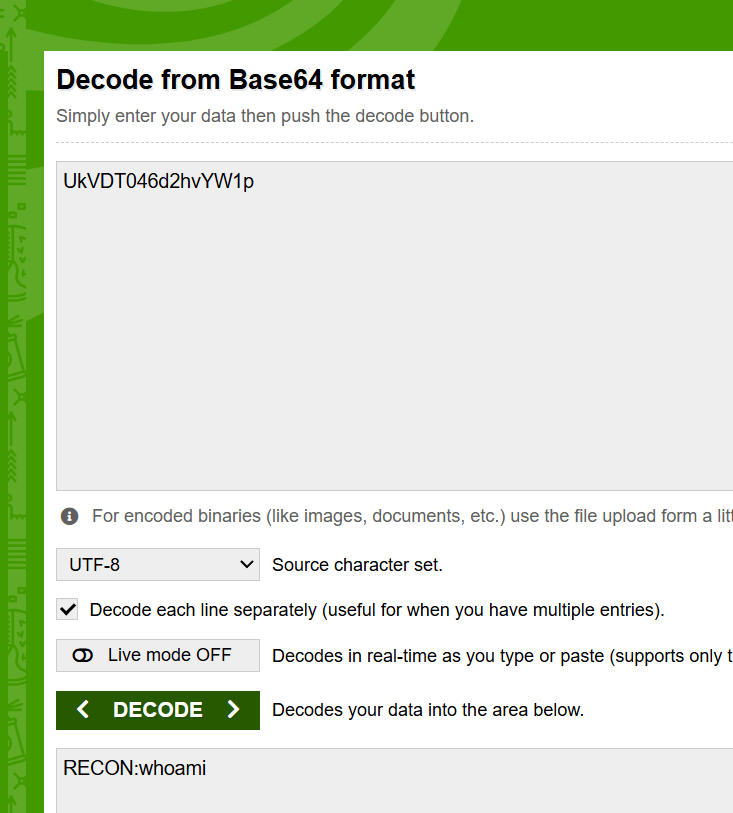 Decode from Base64 format
Simply enter your data then push the decode button.
UkVDT046d2hvYW1p
For encoded binaries (like images, documents, etc.) use the file upload form a
UTF-8 Source character set.
Decode each line separately (useful for when you have multiple entries).
Live mode OFF Decodes in real-time as you type or paste (supports only
DECODE Decodes your data into the area below.
RECON:whoami